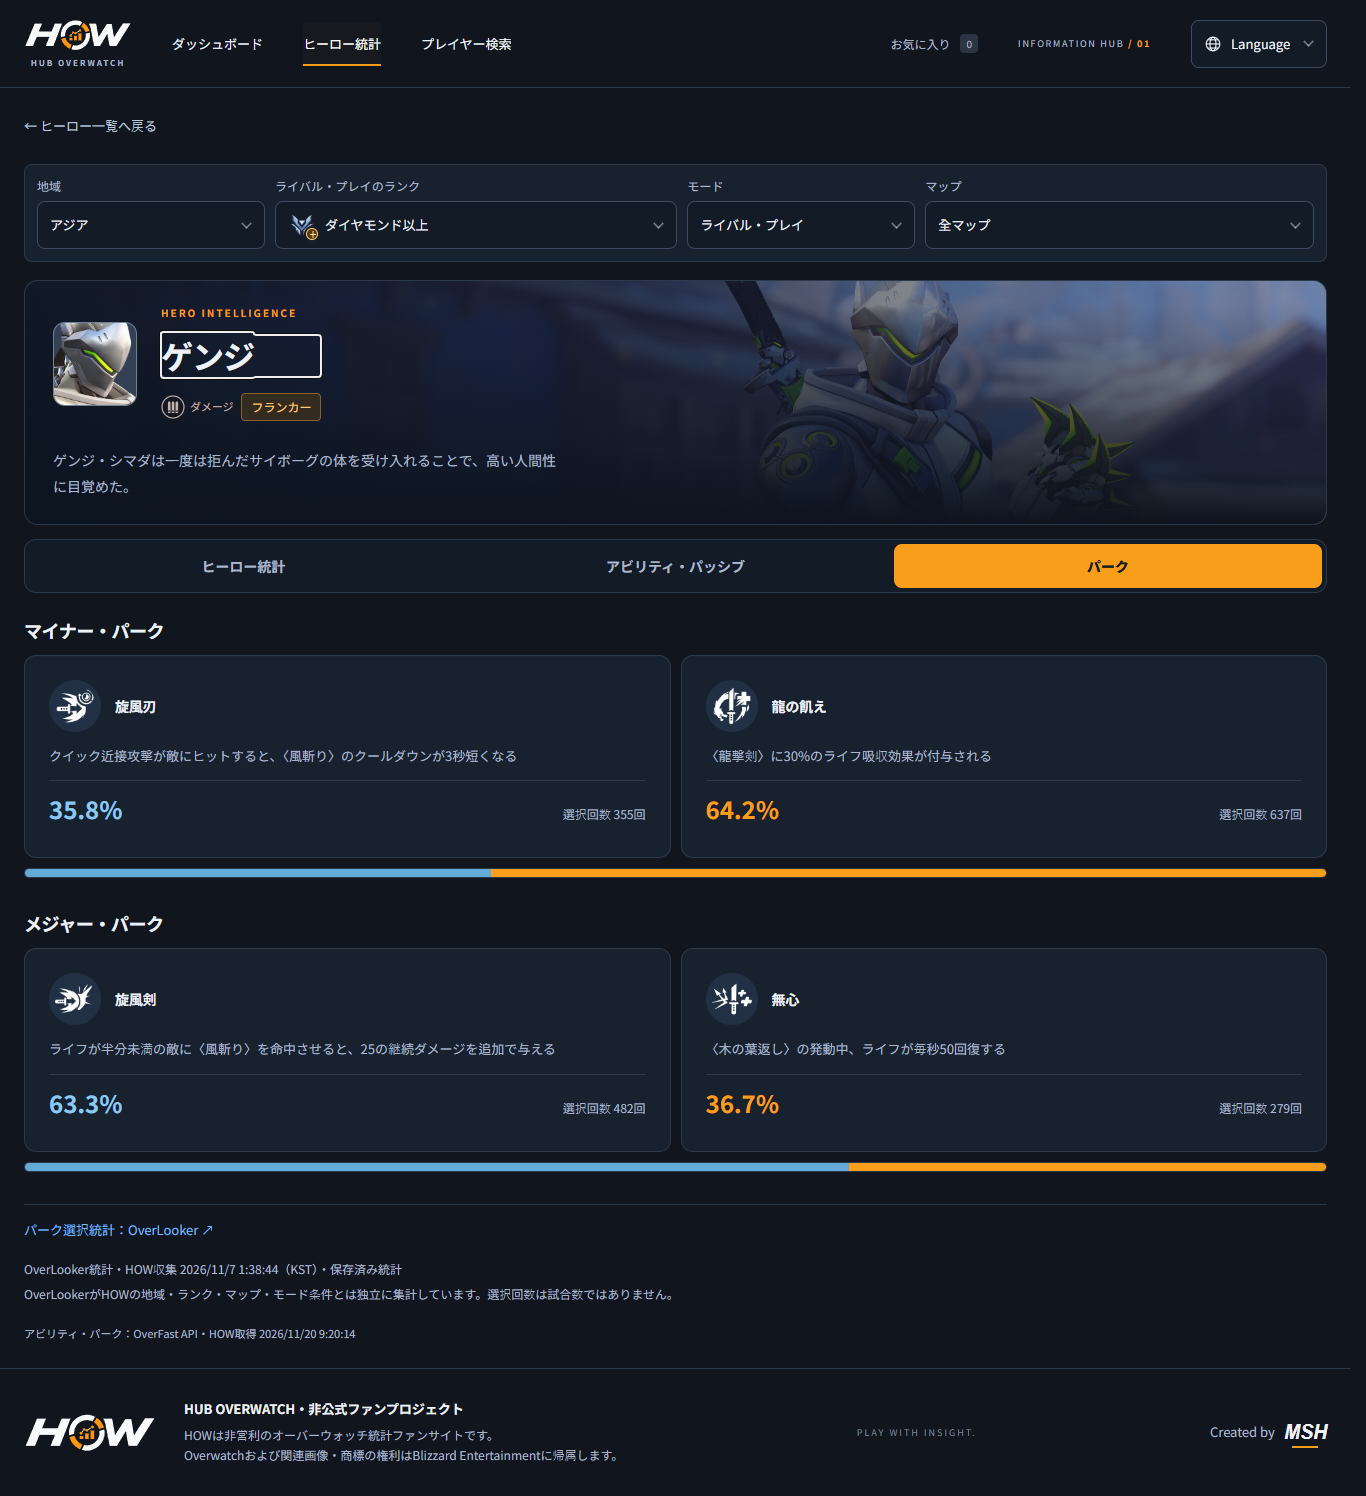 HOW
HUB OVERWATCH
ダッシュボード
ヒーロー統計
プレイヤー検索
お気に入り 0
INFORMATION HUB / 01
Language
← ヒーロー一覧へ戻る
地域
ライバル・プレイのランク
モード
マップ
アジア
ダイヤモンド以上
ライバル・プレイ
全マップ
HERO INTELLIGENCE
ゲンジ
ダメージ
フランカー
ゲンジ・シマダは一度は拒んだサイボーグの体を受け入れることで、高い人間性
に目覚めた。
ヒーロー統計
アビリティ・パッシブ
パーク
マイナー・パーク
旋風刃
クイック近接攻撃が敵にヒットすると、〈風斬り〉のクールダウンが3秒短くなる
35.8%
選択回数 355回
龍の飢え
〈龍撃剣〉に30%のライフ吸収効果が付与される
64.2%
選択回数 637回
メジャー・パーク
旋風剣
ライフが半分未満の敵に〈風斬り〉を命中させると、25の継続ダメージを追加で与える
63.3%
選択回数 482回
無心
〈木の葉返し〉の発動中、ライフが毎秒50回復する
36.7%
選択回数 279回
パーク選択統計：OverLooker ↗
OverLooker統計・HOW収集 2026/11/7 1:38:44（KST）・保存済み統計
OverLookerがHOWの地域・ランク・マップ・モード条件とは独立に集計しています。選択回数は試合数ではありません。
アビリティ・パーク：OverFast API・HOW取得 2026/11/20 9:20:14
HOW
HUB OVERWATCH・非公式ファンプロジェクト
HOWは非営利のオーバーウォッチ統計ファンサイトです。
Overwatchおよび関連画像・商標の権利はBlizzard Entertainmentに帰属します。
PLAY WITH INSIGHT.
Created by MSH